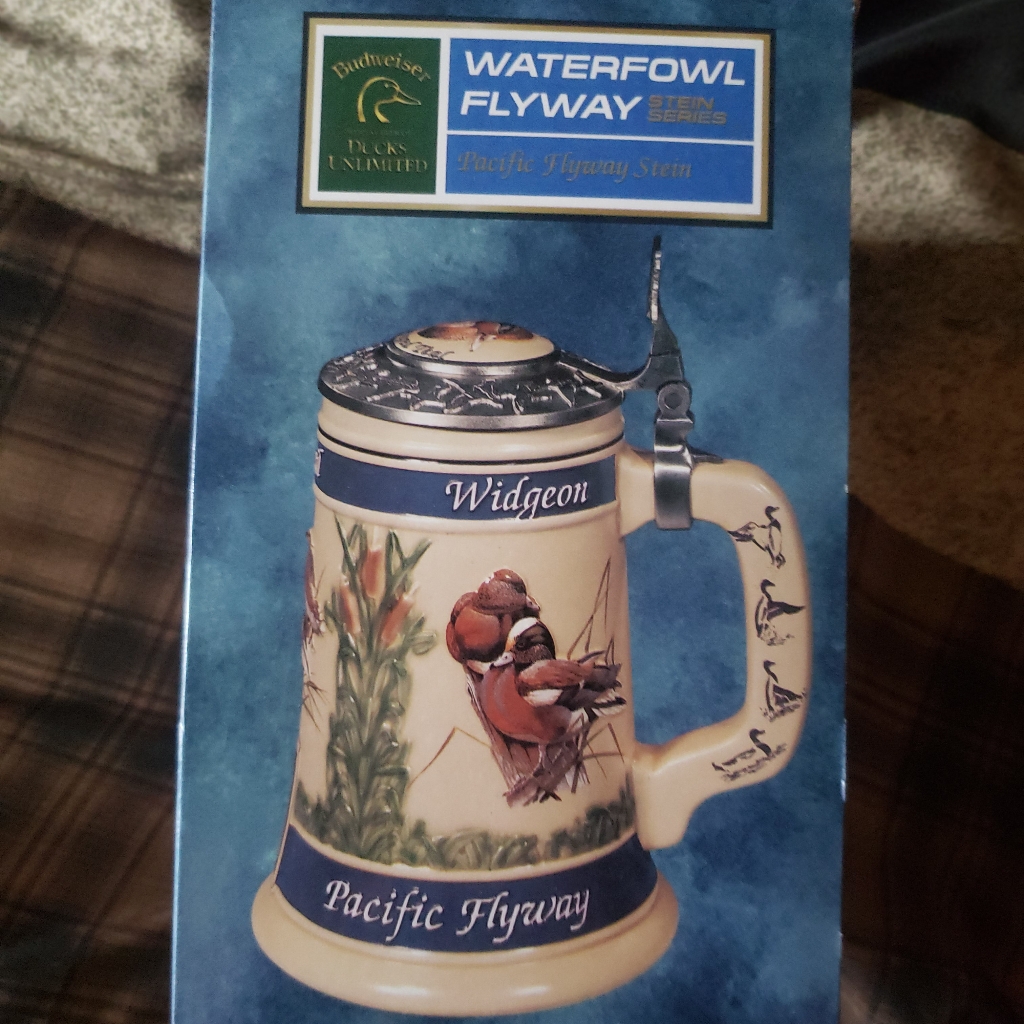 Budweiser
DUCKS
UNLIMITED
WATERFOWL
FLYWAY STEIN
SERIES
Pacific Flyway Stein
Widgeon
Pacific Flyway